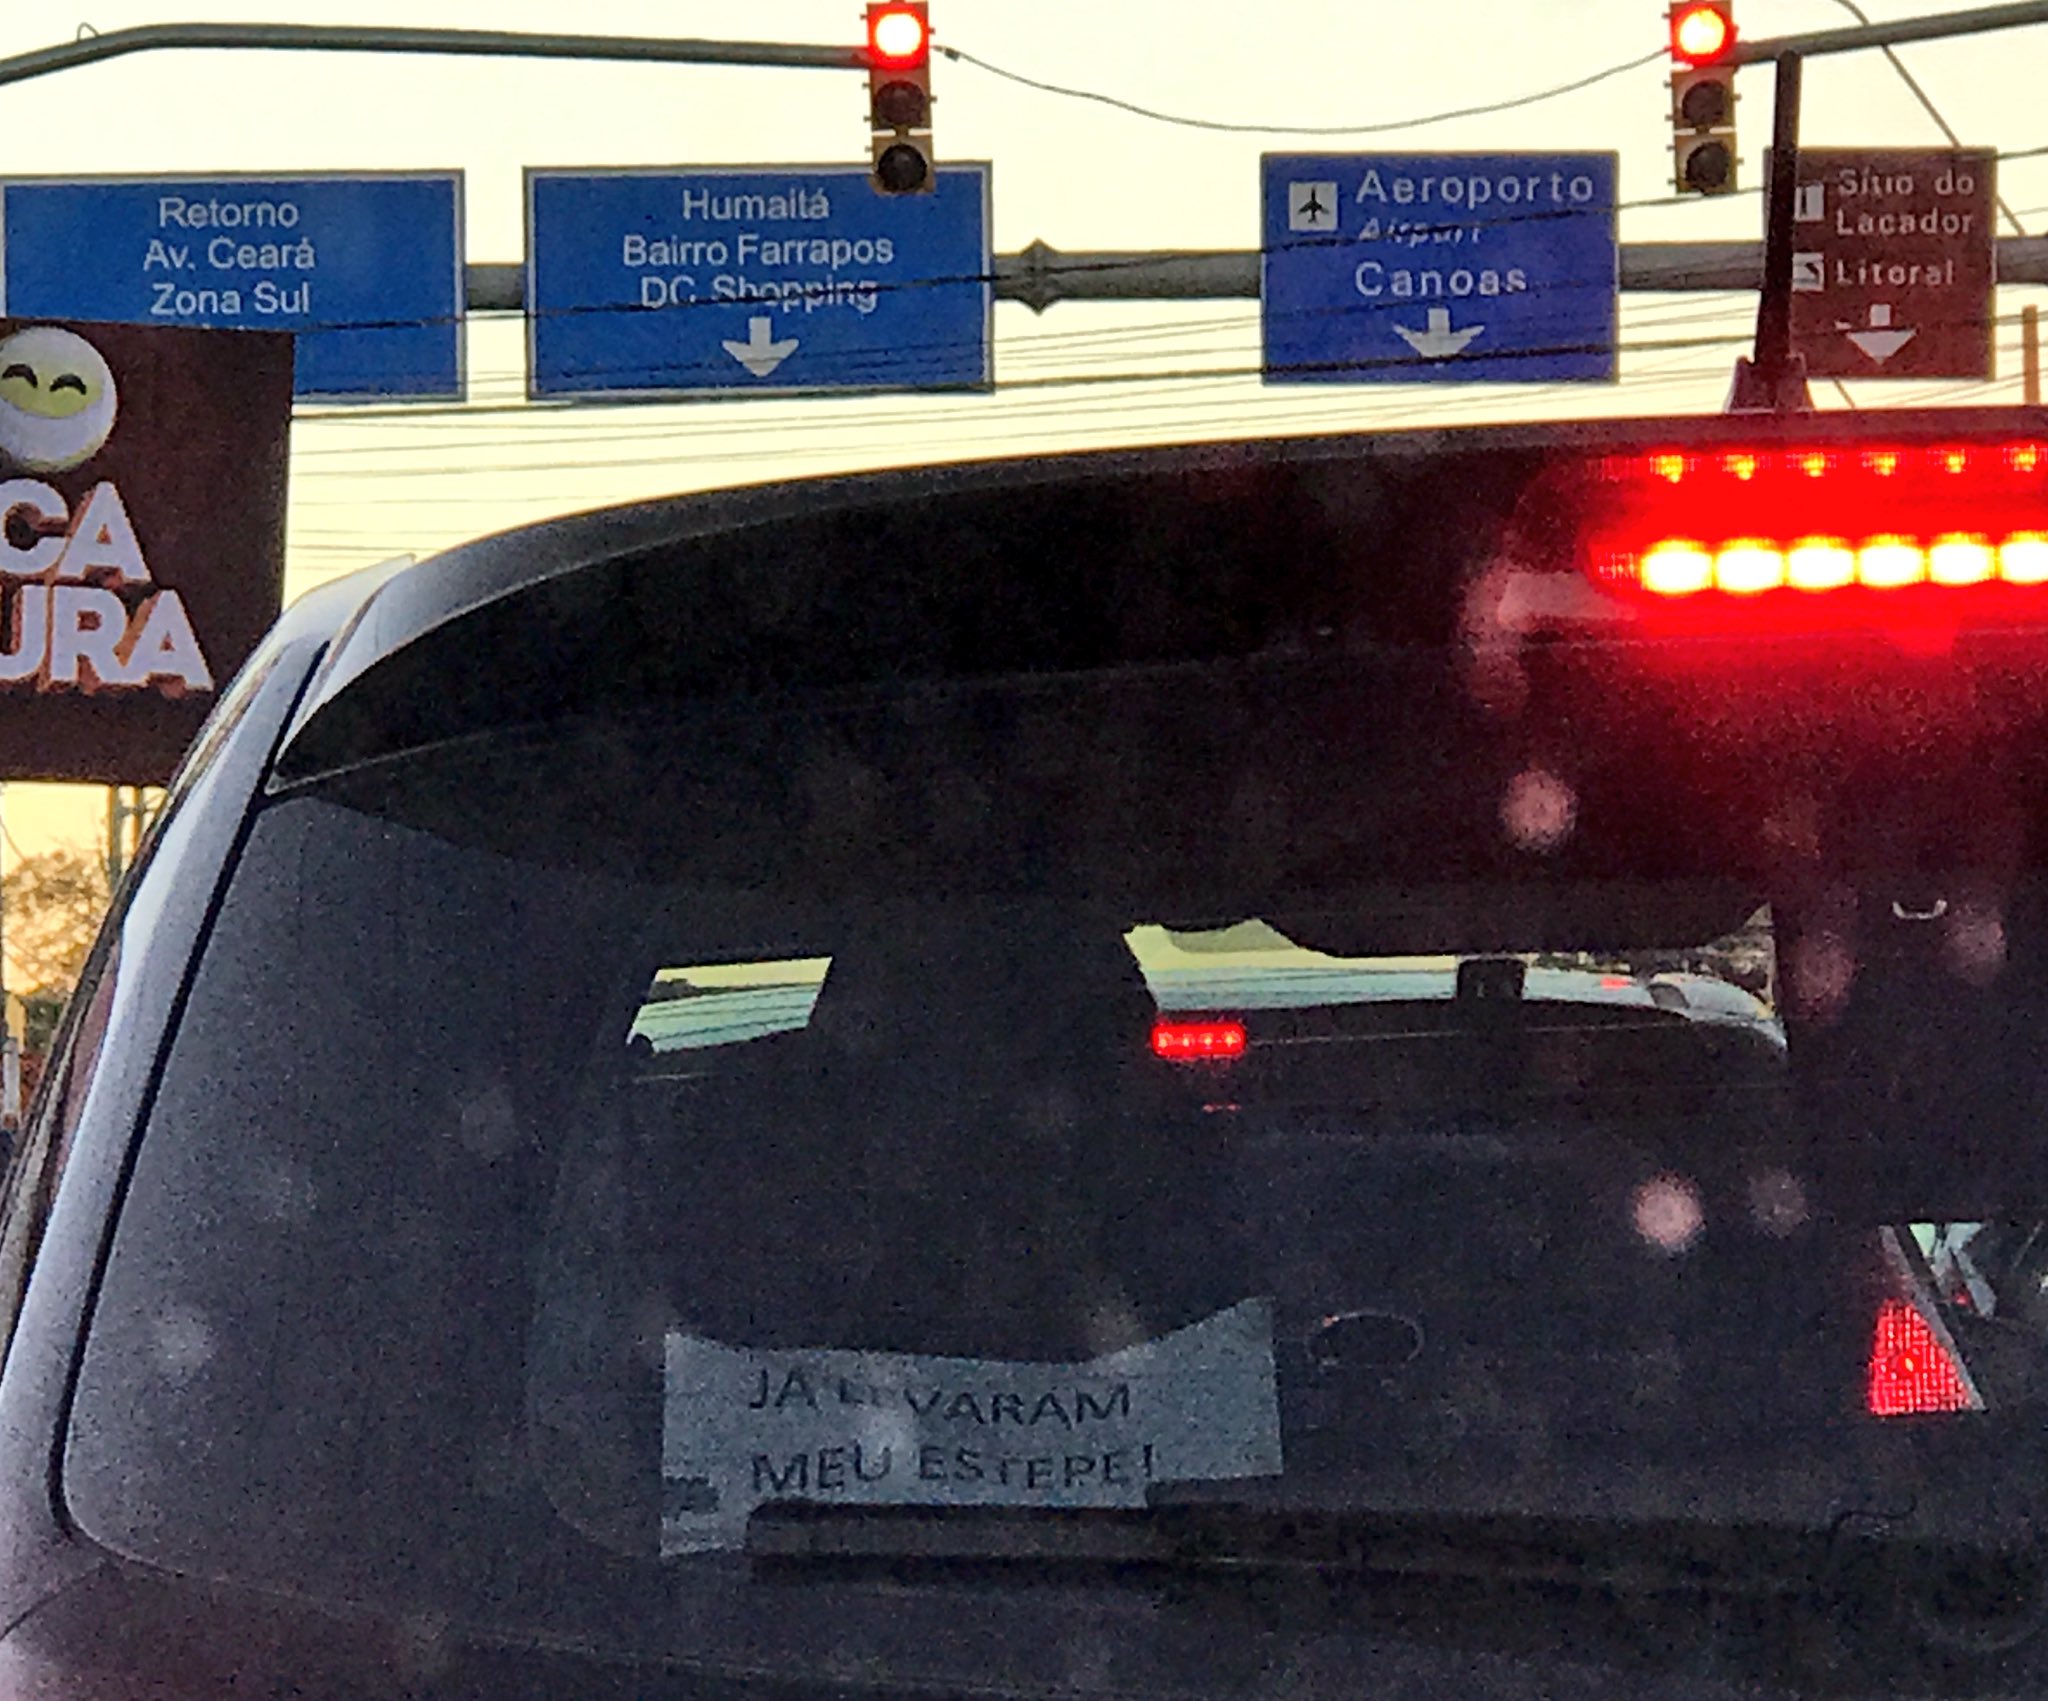 Retorno
Av. Ceará
Zona Sul
Humaitá
Bairro Farrapos
DC Shopping
Aeroporto
Airport
Canoas
Sítio do
Laçador
Litoral
CA
URA
JÁ LEVARAM
MEU ESTEPE!